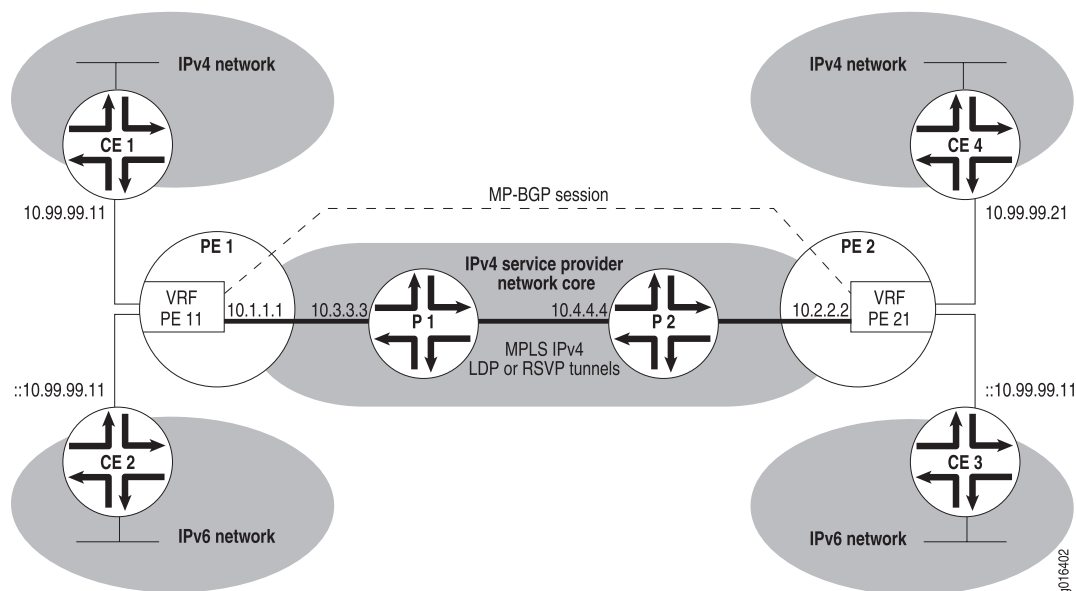 IPv4 network
IPv4 network
CE 1
CE 4
MP-BGP session
10.99.99.11
10.99.99.21
PE 1
PE 2
IPv4 service provider
network core
VRF
PE 11
10.1.1.1
10.3.3.3
P 1
10.4.4.4
P 2
10.2.2.2
VRF
PE 21
MPLS IPv4
LDP or RSVP tunnels
::10.99.99.11
::10.99.99.11
CE 2
CE 3
IPv6 network
IPv6 network
g016402